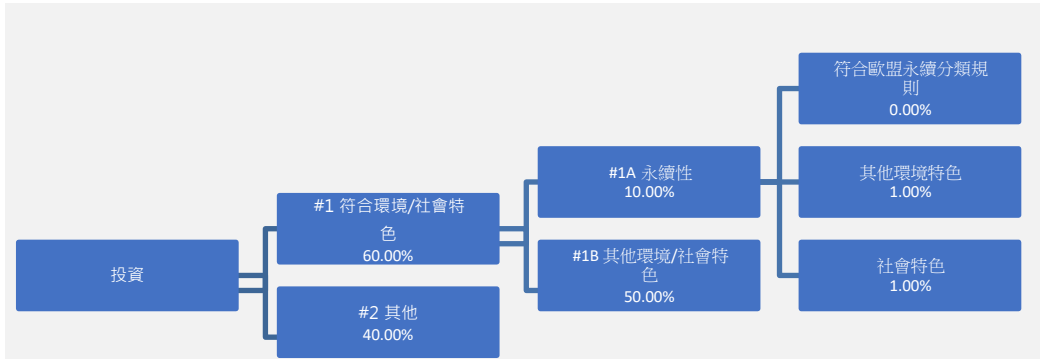 投資
#1 符合環境/社會特
色
60.00%
#2 其他
40.00%
#1A 永續性
10.00%
#1B 其他環境/社會特
色
50.00%
符合歐盟永續分類規
則
0.00%
其他環境特色
1.00%
社會特色
1.00%